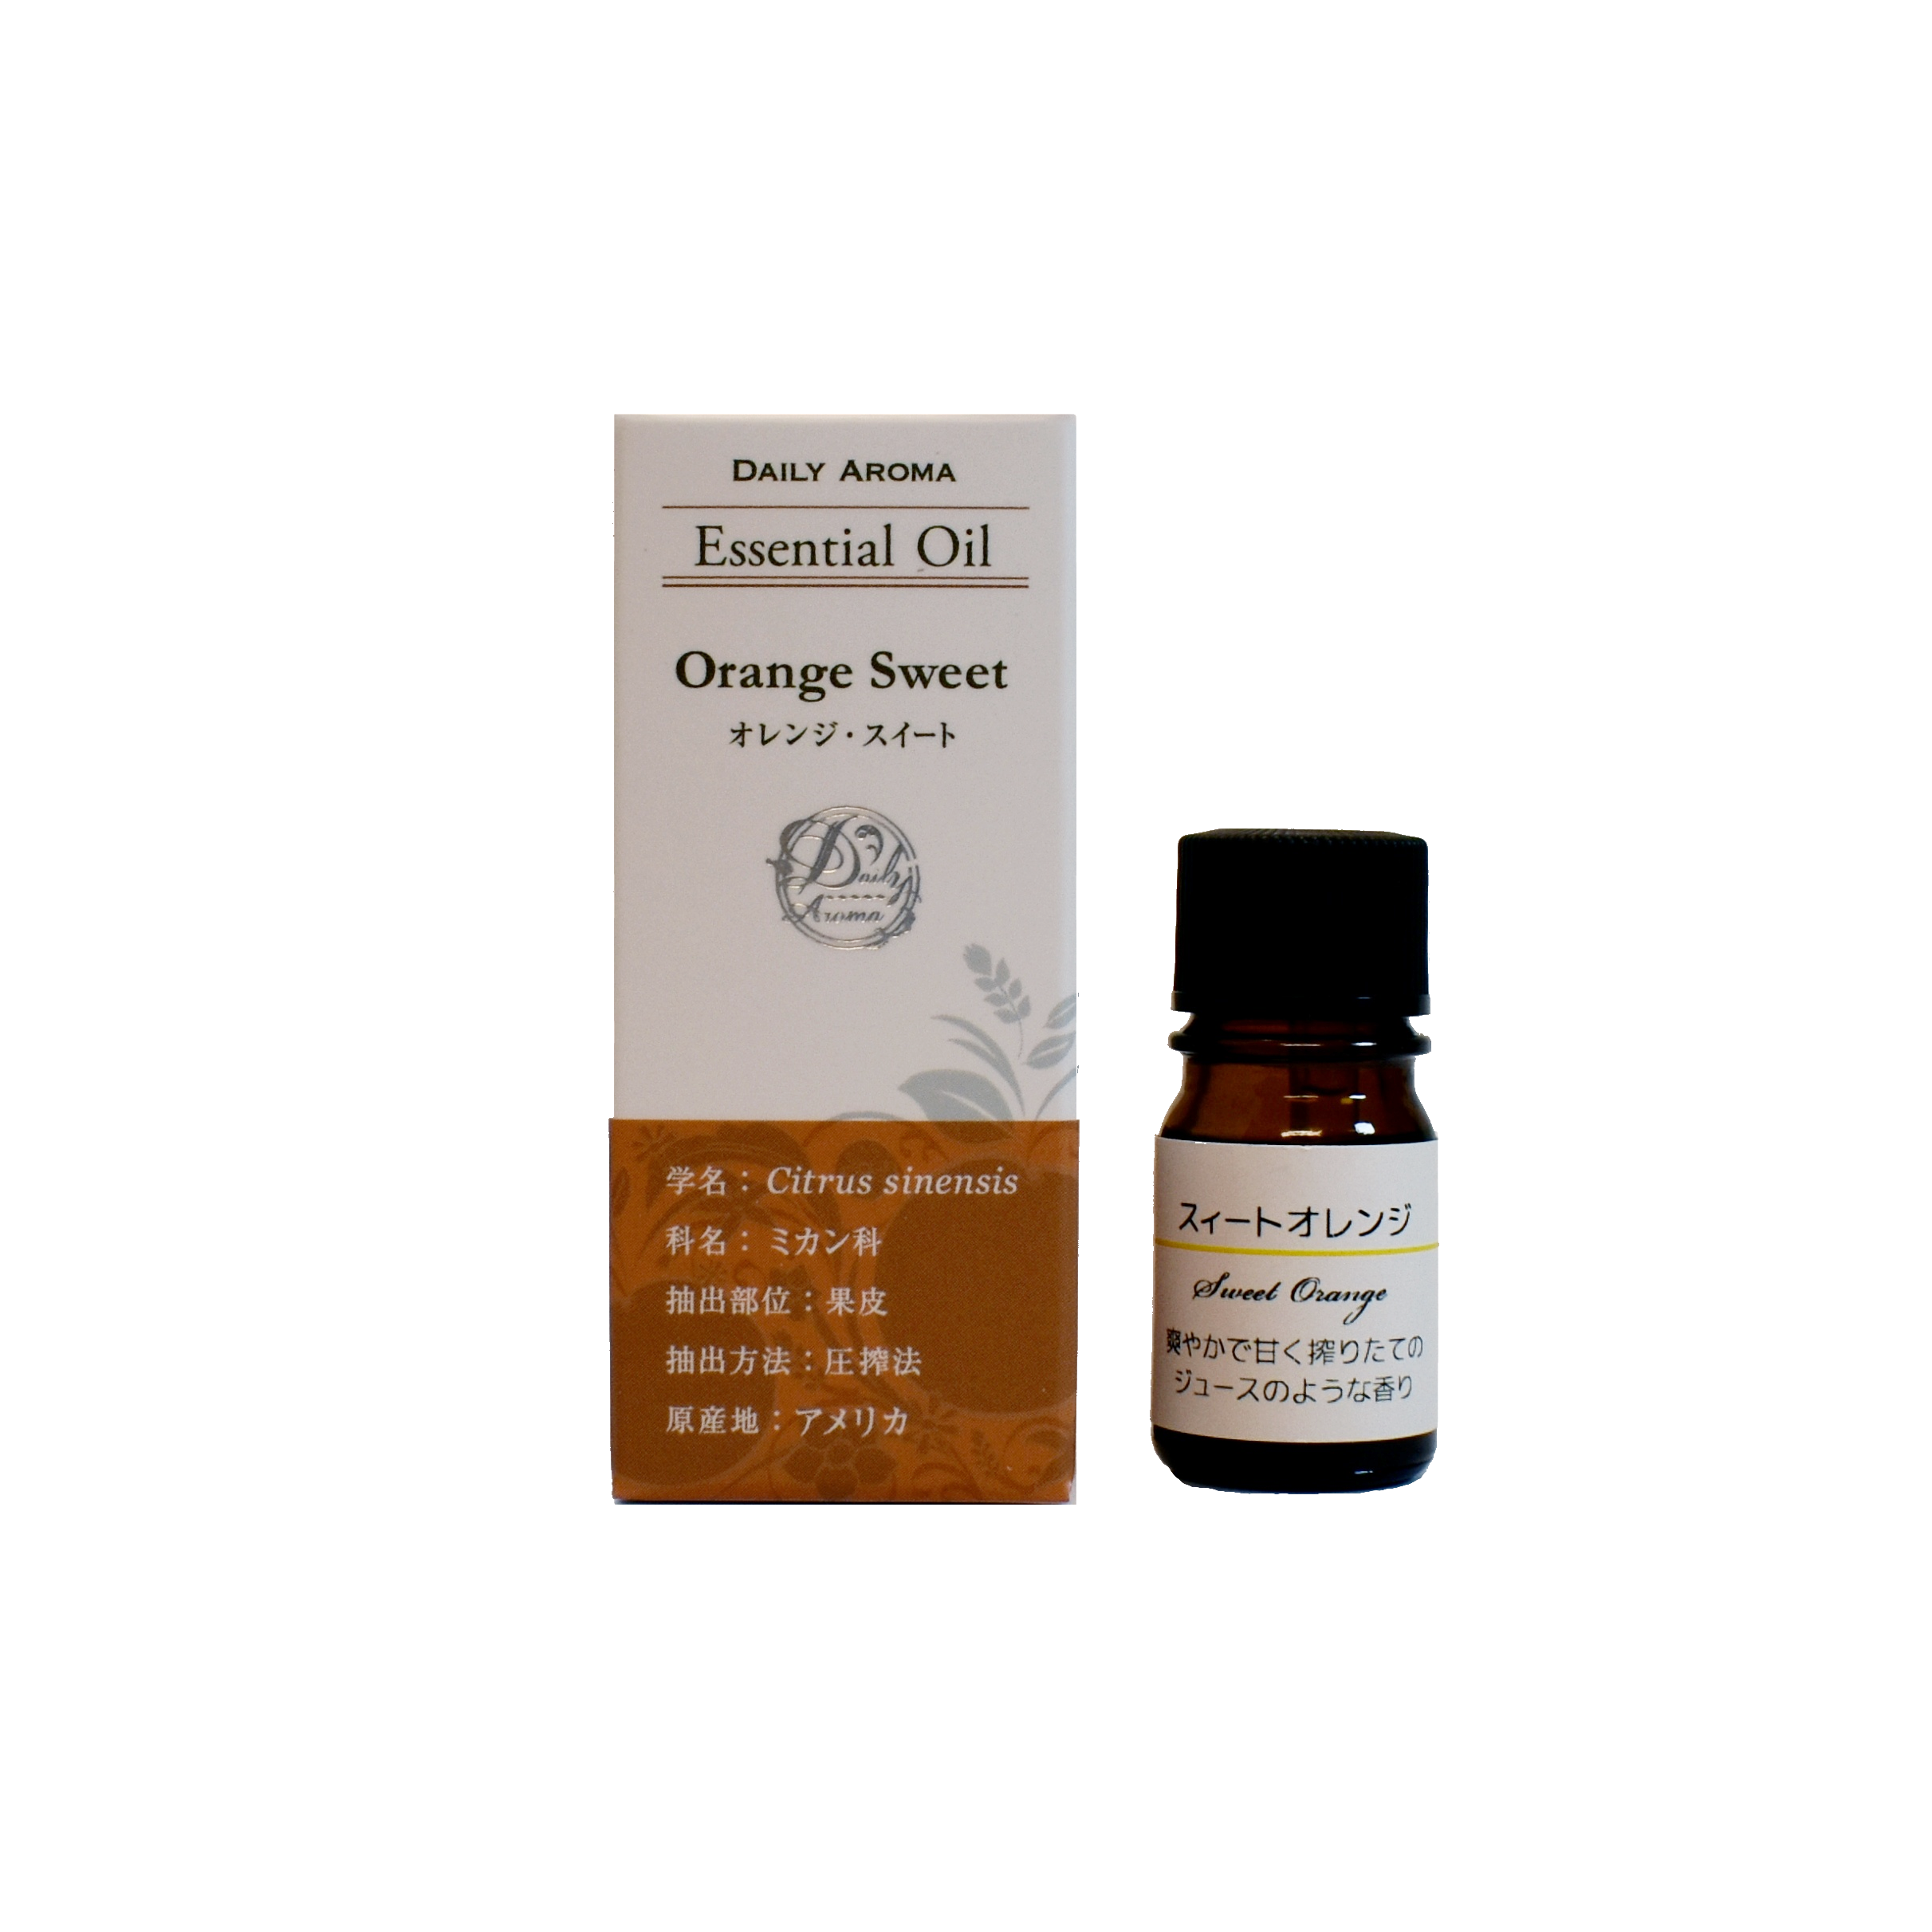 DAILY AROMA
Essential Oil
Orange Sweet
オレンジ・スイート
Daily
Aroma
学名：Citrus sinensis
科名：ミカン科
抽出部位：果皮
抽出方法：圧搾法
原産地：アメリカ
スィートオレンジ
Sweet Orange
爽やかで甘く搾りたての
ジュースのような香り